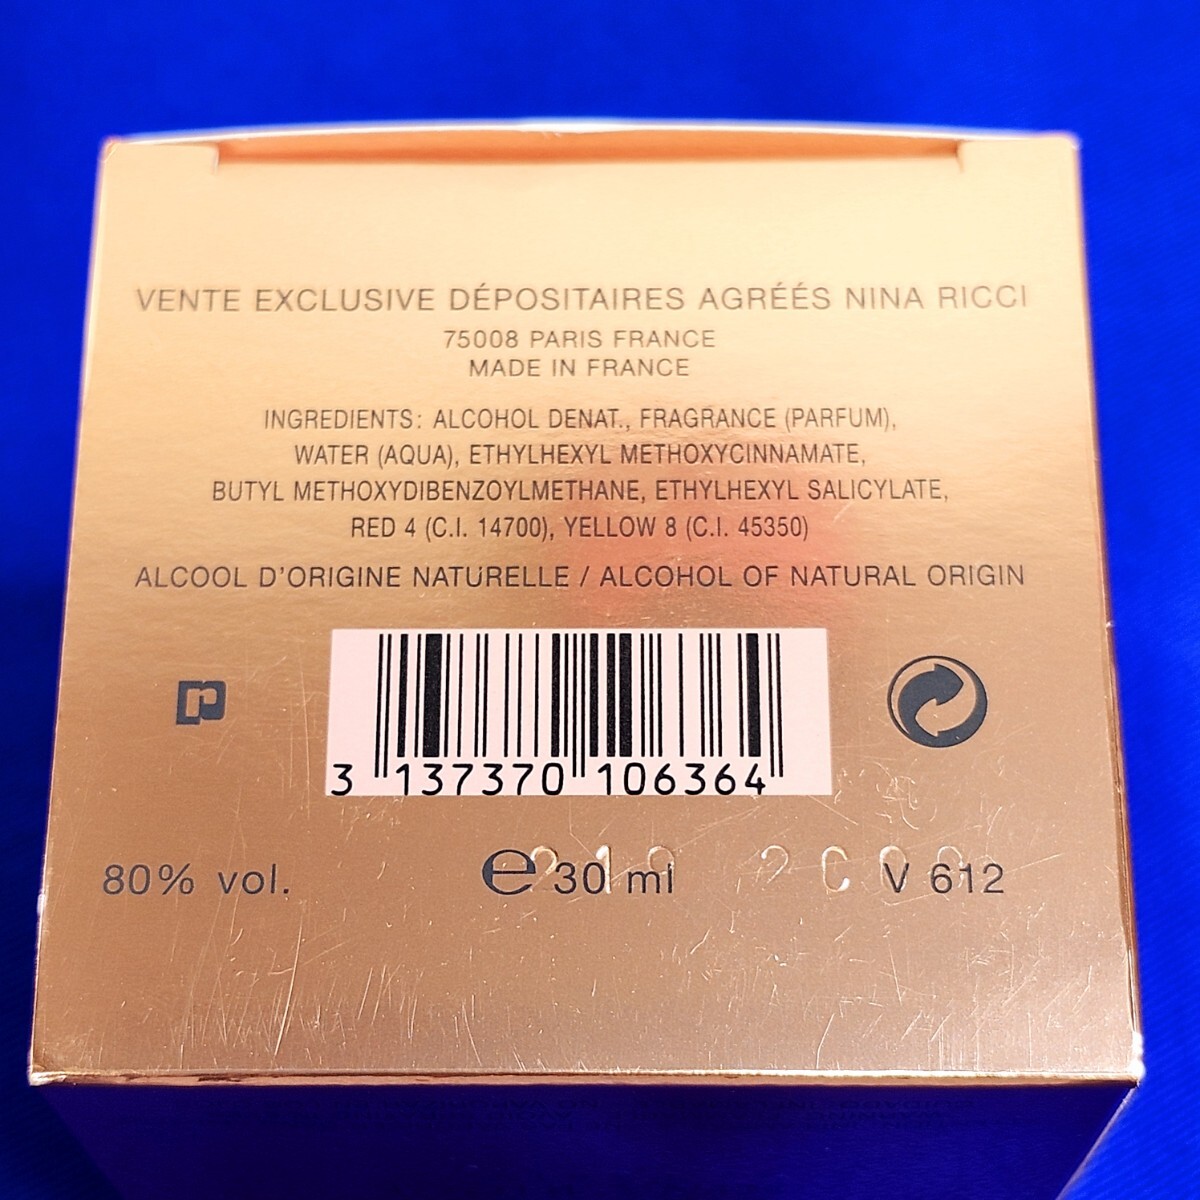 VENTE EXCLUSIVE DÉPOSITAIRES AGRÉÉS NINA RICCI
75008 PARIS FRANCE
MADE IN FRANCE
INGREDIENTS: ALCOHOL DENAT., FRAGRANCE (PARFUM),
WATER (AQUA), ETHYLHEXYL METHOXYCINNAMATE,
BUTYL METHOXYDIBENZOYLMETHANE, ETHYLHEXYL SALICYLATE,
RED 4 (C.I. 14700), YELLOW 8 (C.I. 45350)
ALCOOL D'ORIGINE NATURELLE / ALCOHOL OF NATURAL ORIGIN
3 137370 106364
80% vol. ℮ 30 ml V 612